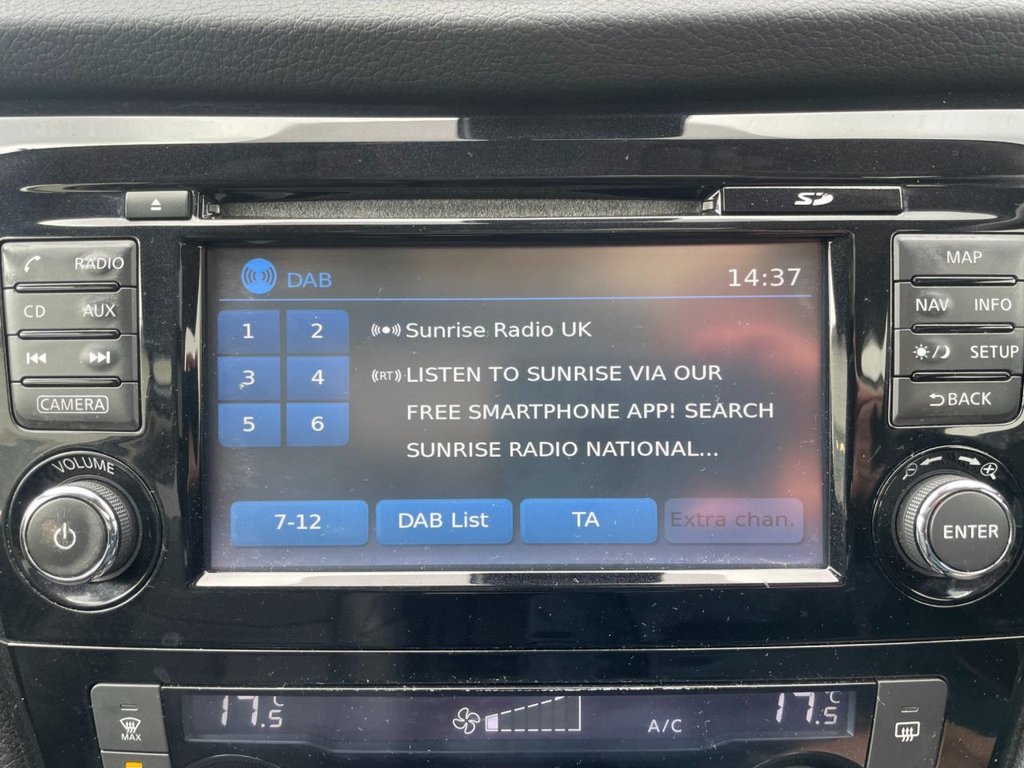 SD
RADIO
CD AUX
CAMERA
VOLUME
DAB 14:37
1 2
3 4
5 6
Sunrise Radio UK
(RT) LISTEN TO SUNRISE VIA OUR
FREE SMARTPHONE APP! SEARCH
SUNRISE RADIO NATIONAL...
7-12 DAB List TA Extra chan.
MAP
NAV INFO
SETUP
BACK
ENTER
MAX
17.5°C A/C 17.5°C